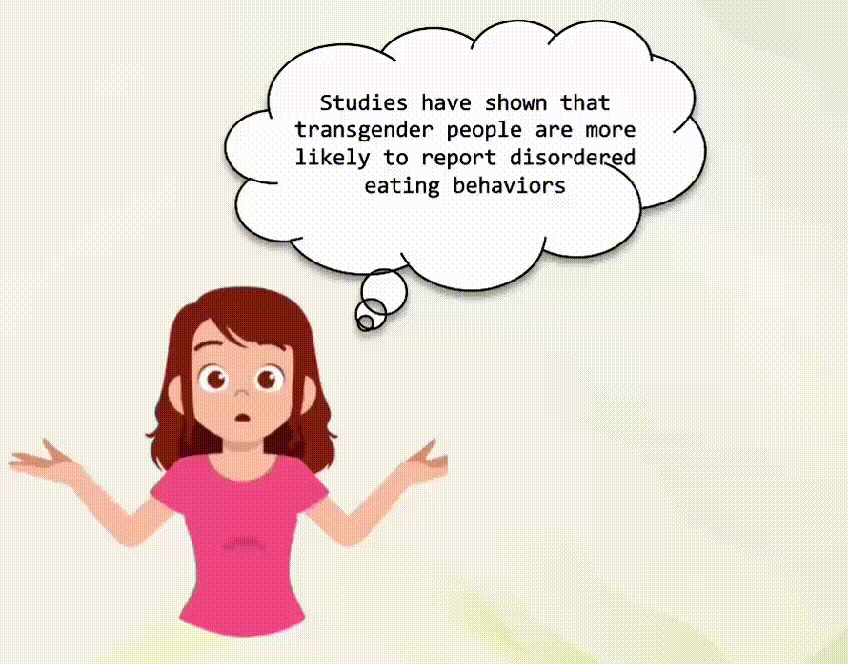 Studies have shown that
transgender people are more
likely to report disordered
eating behaviors